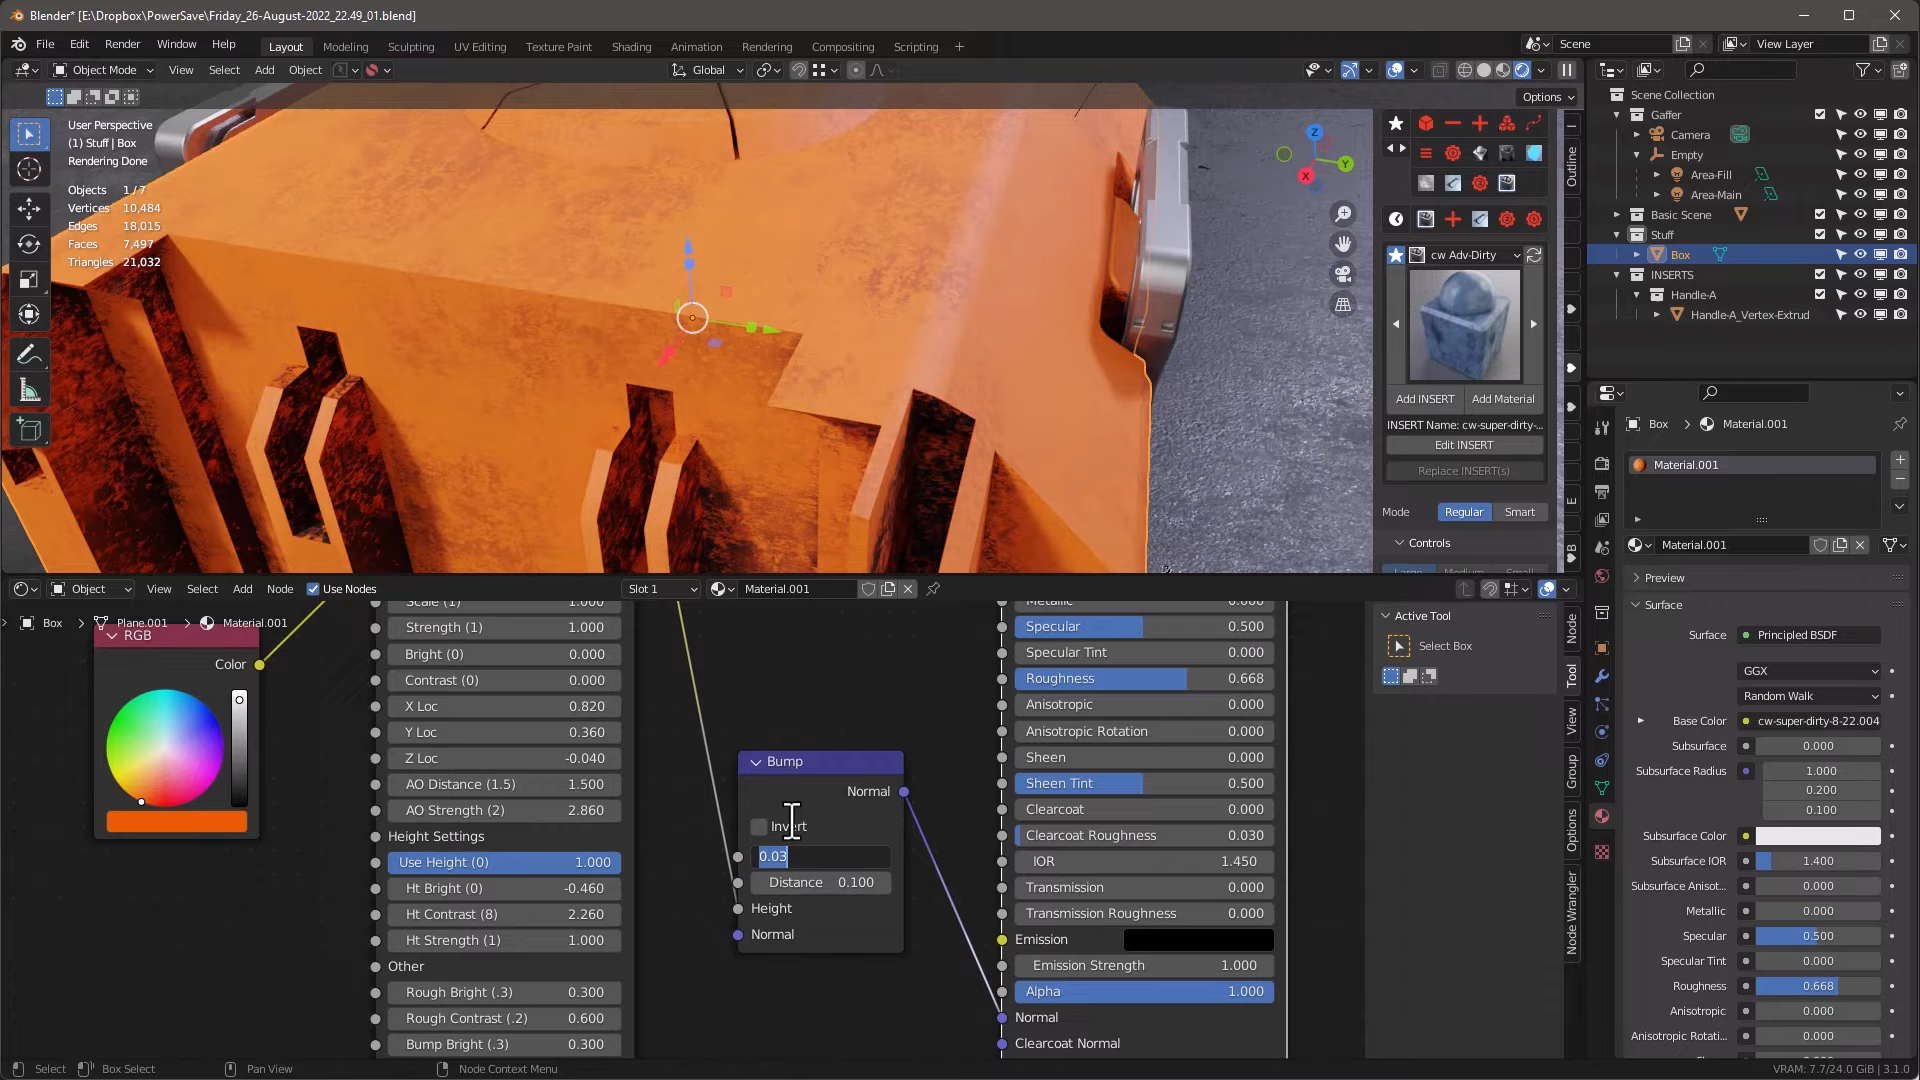 Blender* [E:\Dropbox\PowerSave\Friday_26-August-2022_22.49_01.blend]
File Edit Render Window Help Layout Modeling Sculpting UV Editing Texture Paint Shading Animation Rendering Compositing Scripting + Scene View Layer
Object Mode View Select Add Object Global
Options
User Perspective
(1) Stuff | Box
Rendering Done
Objects 1/7
Vertices 10,484
Edges 18,015
Faces 7,497
Triangles 21,032
Z
Y
X
Outline
cw Adv-Dirty
Add INSERT Add Material
INSERT Name: cw-super-dirty-...
Edit INSERT
Replace INSERT(s)
Mode Regular Smart
Controls
E
B
Scene Collection
Gaffer
Camera
Empty
Area-Fill
Area-Main
Basic Scene
Stuff
Box
INSERTS
Handle-A
Handle-A_Vertex-Extrud
Object View Select Add Node Use Nodes Slot 1 Material.001
Box > Plane.001 > Material.001
RGB
Color
Scale (1) 1.000
Strength (1) 1.000
Bright (0) 0.000
Contrast (0) 0.000
X Loc 0.820
Y Loc 0.360
Z Loc -0.040
AO Distance (1.5) 1.500
AO Strength (2) 2.860
Height Settings
Use Height (0) 1.000
Ht Bright (0) -0.460
Ht Contrast (8) 2.260
Ht Strength (1) 1.000
Other
Rough Bright (.3) 0.300
Rough Contrast (.2) 0.600
Bump Bright (.3) 0.300
Bump
Normal
Invert
0.03
Distance 0.100
Height
Normal
Metallic 0.000
Specular 0.500
Specular Tint 0.000
Roughness 0.668
Anisotropic 0.000
Anisotropic Rotation 0.000
Sheen 0.000
Sheen Tint 0.500
Clearcoat 0.000
Clearcoat Roughness 0.030
IOR 1.450
Transmission 0.000
Transmission Roughness 0.000
Emission
Emission Strength 1.000
Alpha 1.000
Normal
Clearcoat Normal
Active Tool
Select Box
Node
Tool
View
Group
Options
Node Wrangler
Box > Material.001
Material.001
Material.001
Preview
Surface
Surface Principled BSDF
GGX
Random Walk
Base Color cw-super-dirty-8-22.004
Subsurface 0.000
Subsurface Radius 1.000
0.200
0.100
Subsurface Color
Subsurface IOR 1.400
Subsurface Anisot... 0.000
Metallic 0.000
Specular 0.500
Specular Tint 0.000
Roughness 0.668
Anisotropic 0.000
Anisotropic Rotati... 0.000
Select Box Select Pan View Node Context Menu VRAM: 7.7/24.0 GiB | 3.1.0